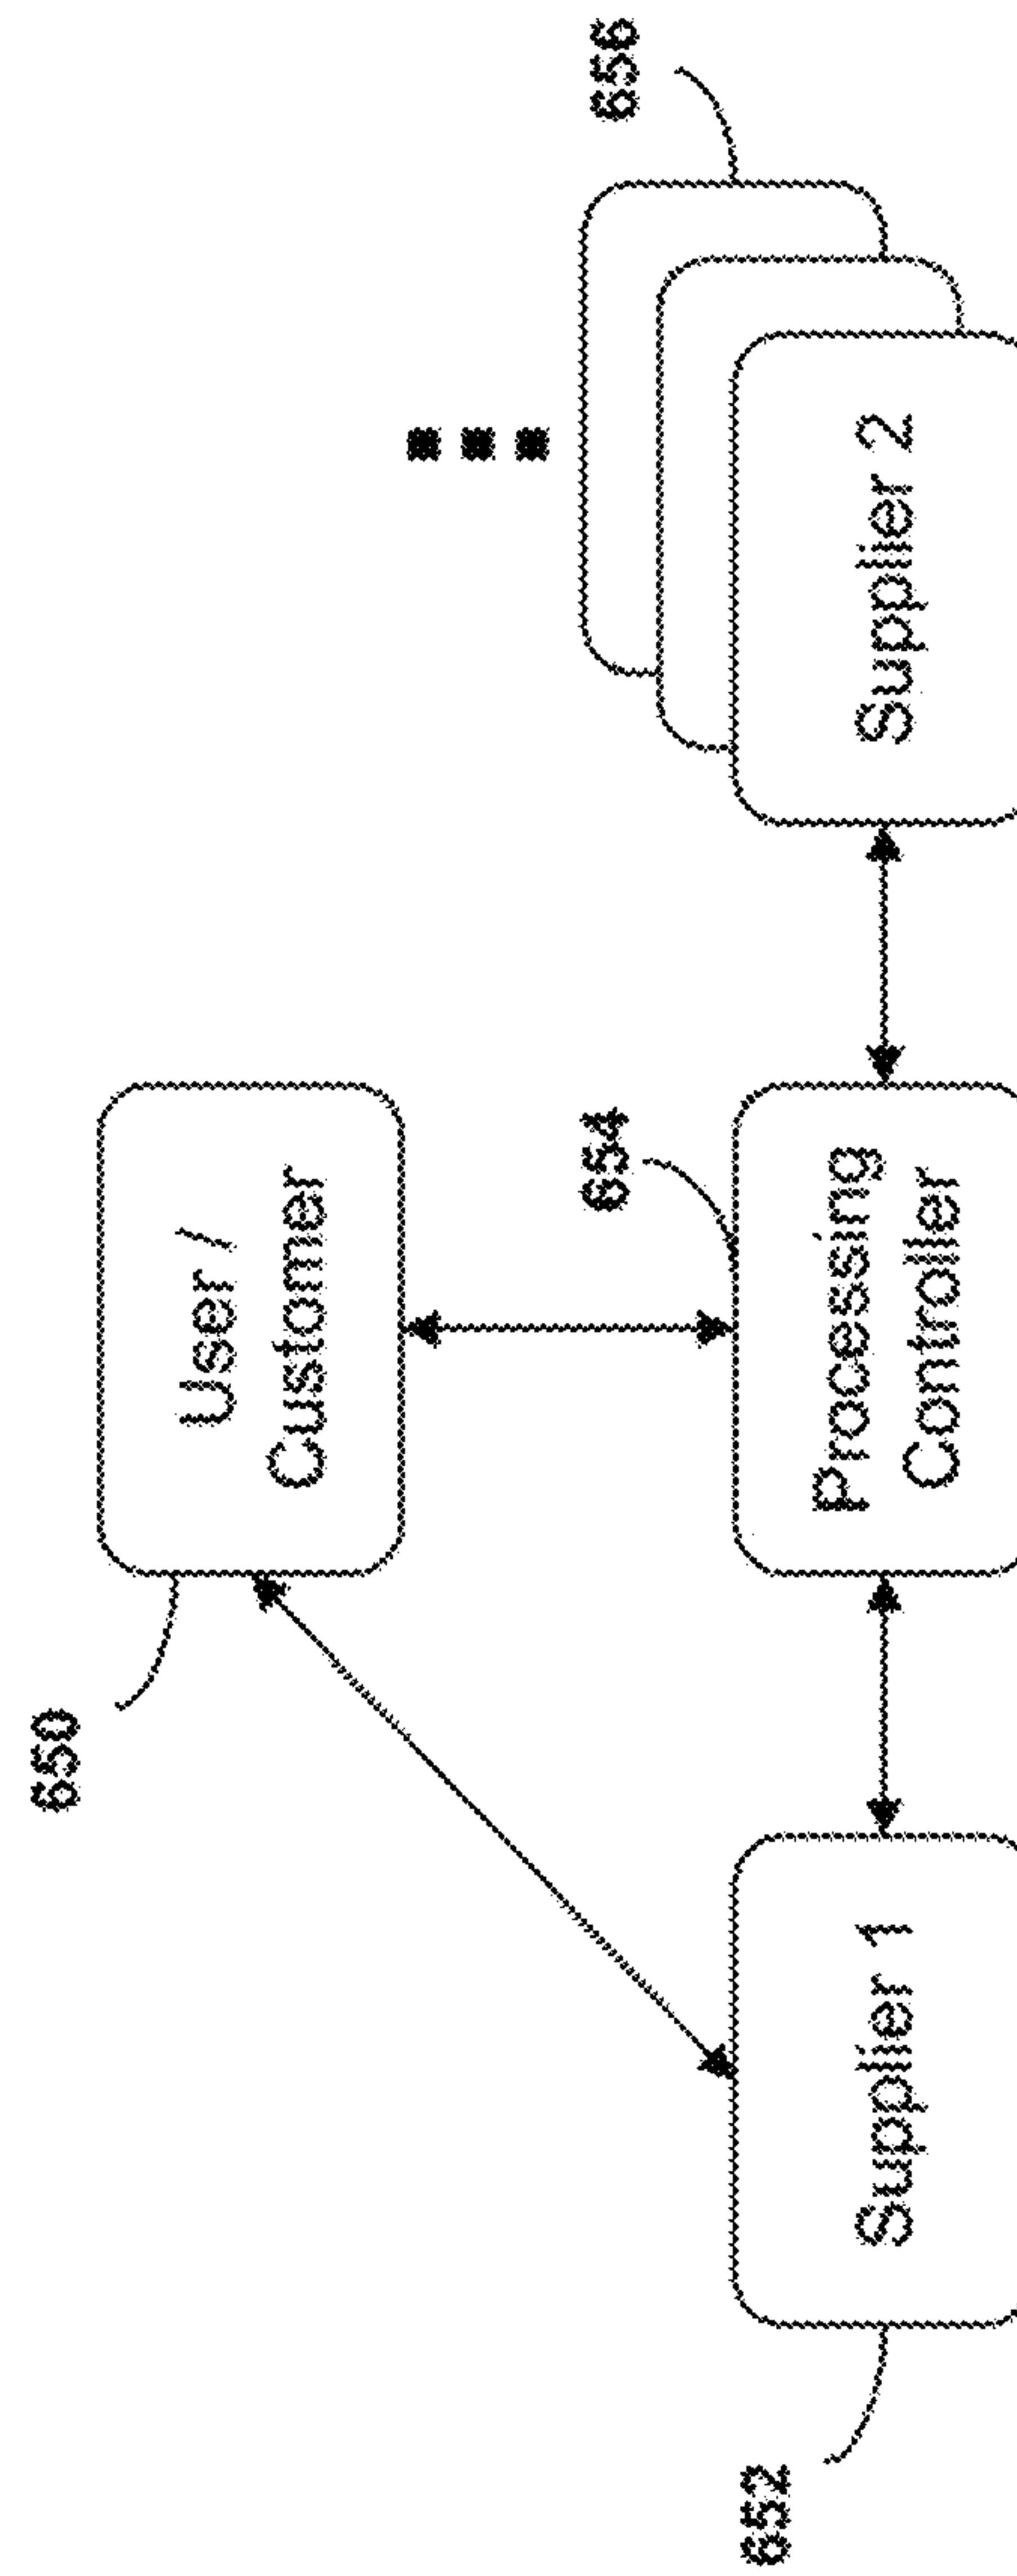 650
User /
Customer
656
654
652
Supplier 1
Processing
Controller
Supplier 2